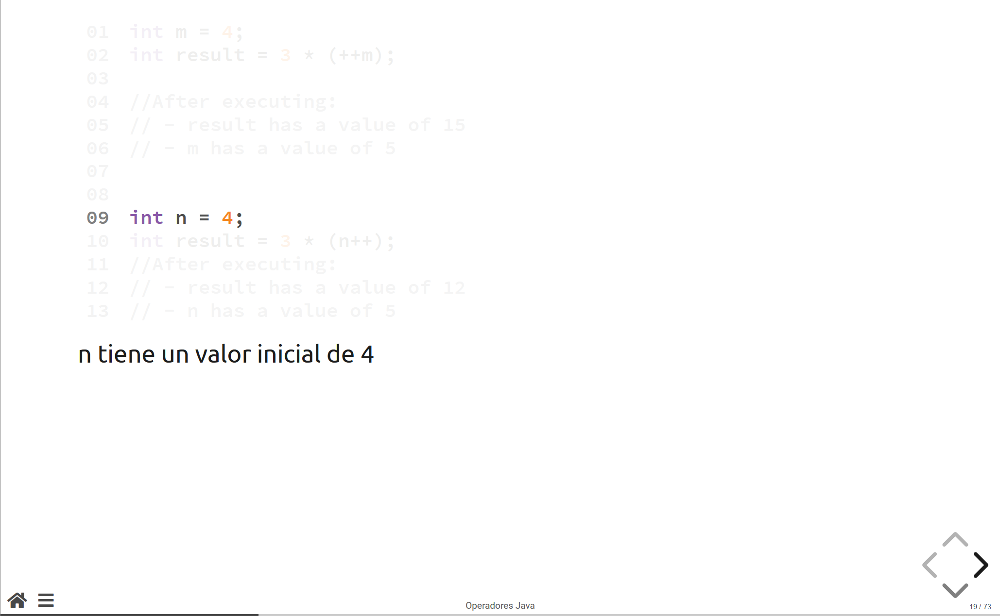 01 int m = 4;
02 int result = 3 * (++m);
03
04 //After executing:
05 // - result has a value of 15
06 // - m has a value of 5
07
08
09 int n = 4;
10 int result = 3 * (n++);
11 //After executing:
12 // - result has a value of 12
13 // - n has a value of 5
n tiene un valor inicial de 4
Operadores Java
19 / 73